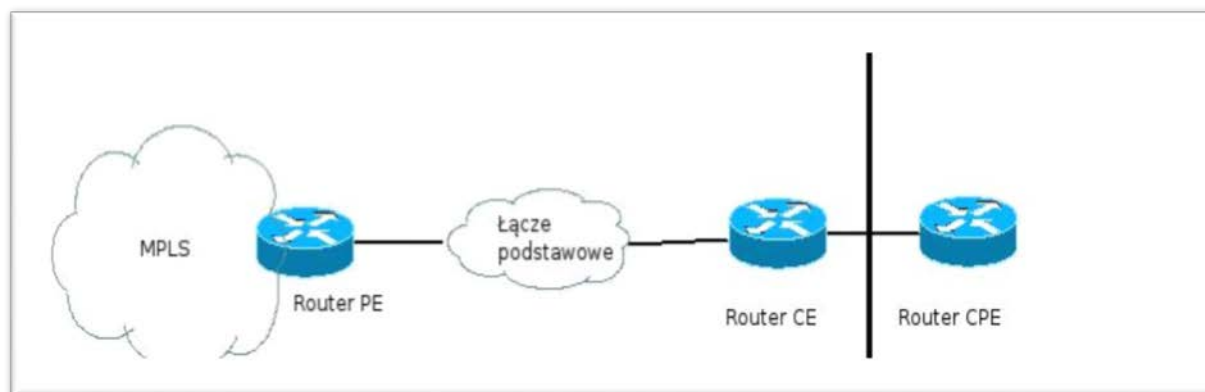 MPLS
Router PE
Łącze
podstawowe
Router CE
Router CPE